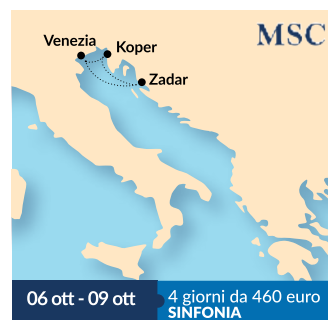 MSC
Venezia
Koper
Zadar
06 ott - 09 ott
4 giorni da 460 euro
SINFONIA